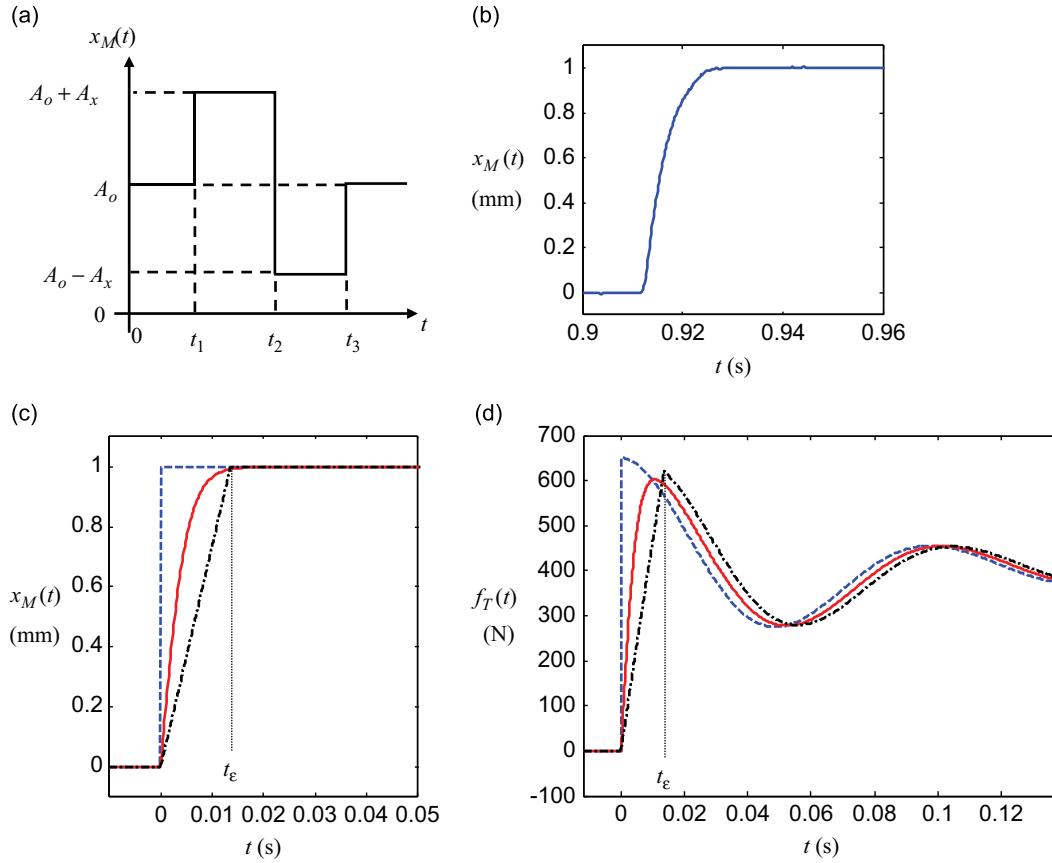 (a)
x_M(t)
A_o + A_x
A_o
A_o − A_x
0
0
t_1
t_2
t_3
t
(b)
1
0.8
x_M(t)
0.6
(mm)
0.4
0.2
0
0.9
0.92
0.94
0.96
t (s)
(c)
1
0.8
0.6
x_M(t)
(mm)
0.4
0.2
0
t_ε
0
0.01
0.02
0.03
0.04
0.05
t (s)
(d)
700
600
500
400
f_T(t)
300
(N)
200
100
0
-100
t_ε
0
0.02
0.04
0.06
0.08
0.1
0.12
t (s)